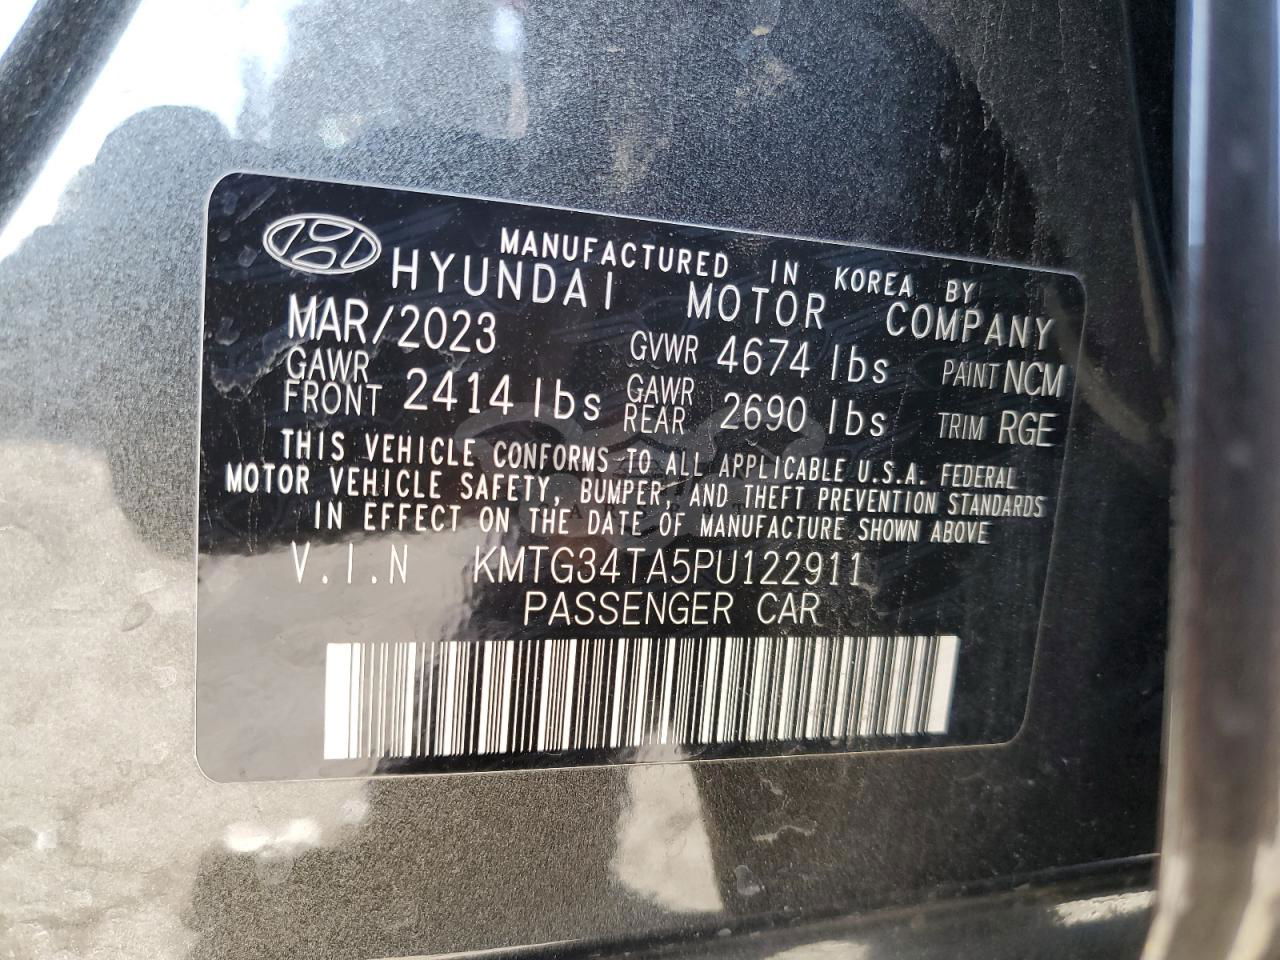 MANUFACTURED IN KOREA BY
HYUNDAI MOTOR COMPANY
MAR/2023 GVWR 4674 lbs PAINT NCM
GAWR FRONT 2414 lbs GAWR REAR 2690 lbs TRIM RGE
THIS VEHICLE CONFORMS TO ALL APPLICABLE U.S.A. FEDERAL
MOTOR VEHICLE SAFETY, BUMPER, AND THEFT PREVENTION STANDARDS
IN EFFECT ON THE DATE OF MANUFACTURE SHOWN ABOVE
V.I.N KMTG34TA5PU122911
PASSENGER CAR